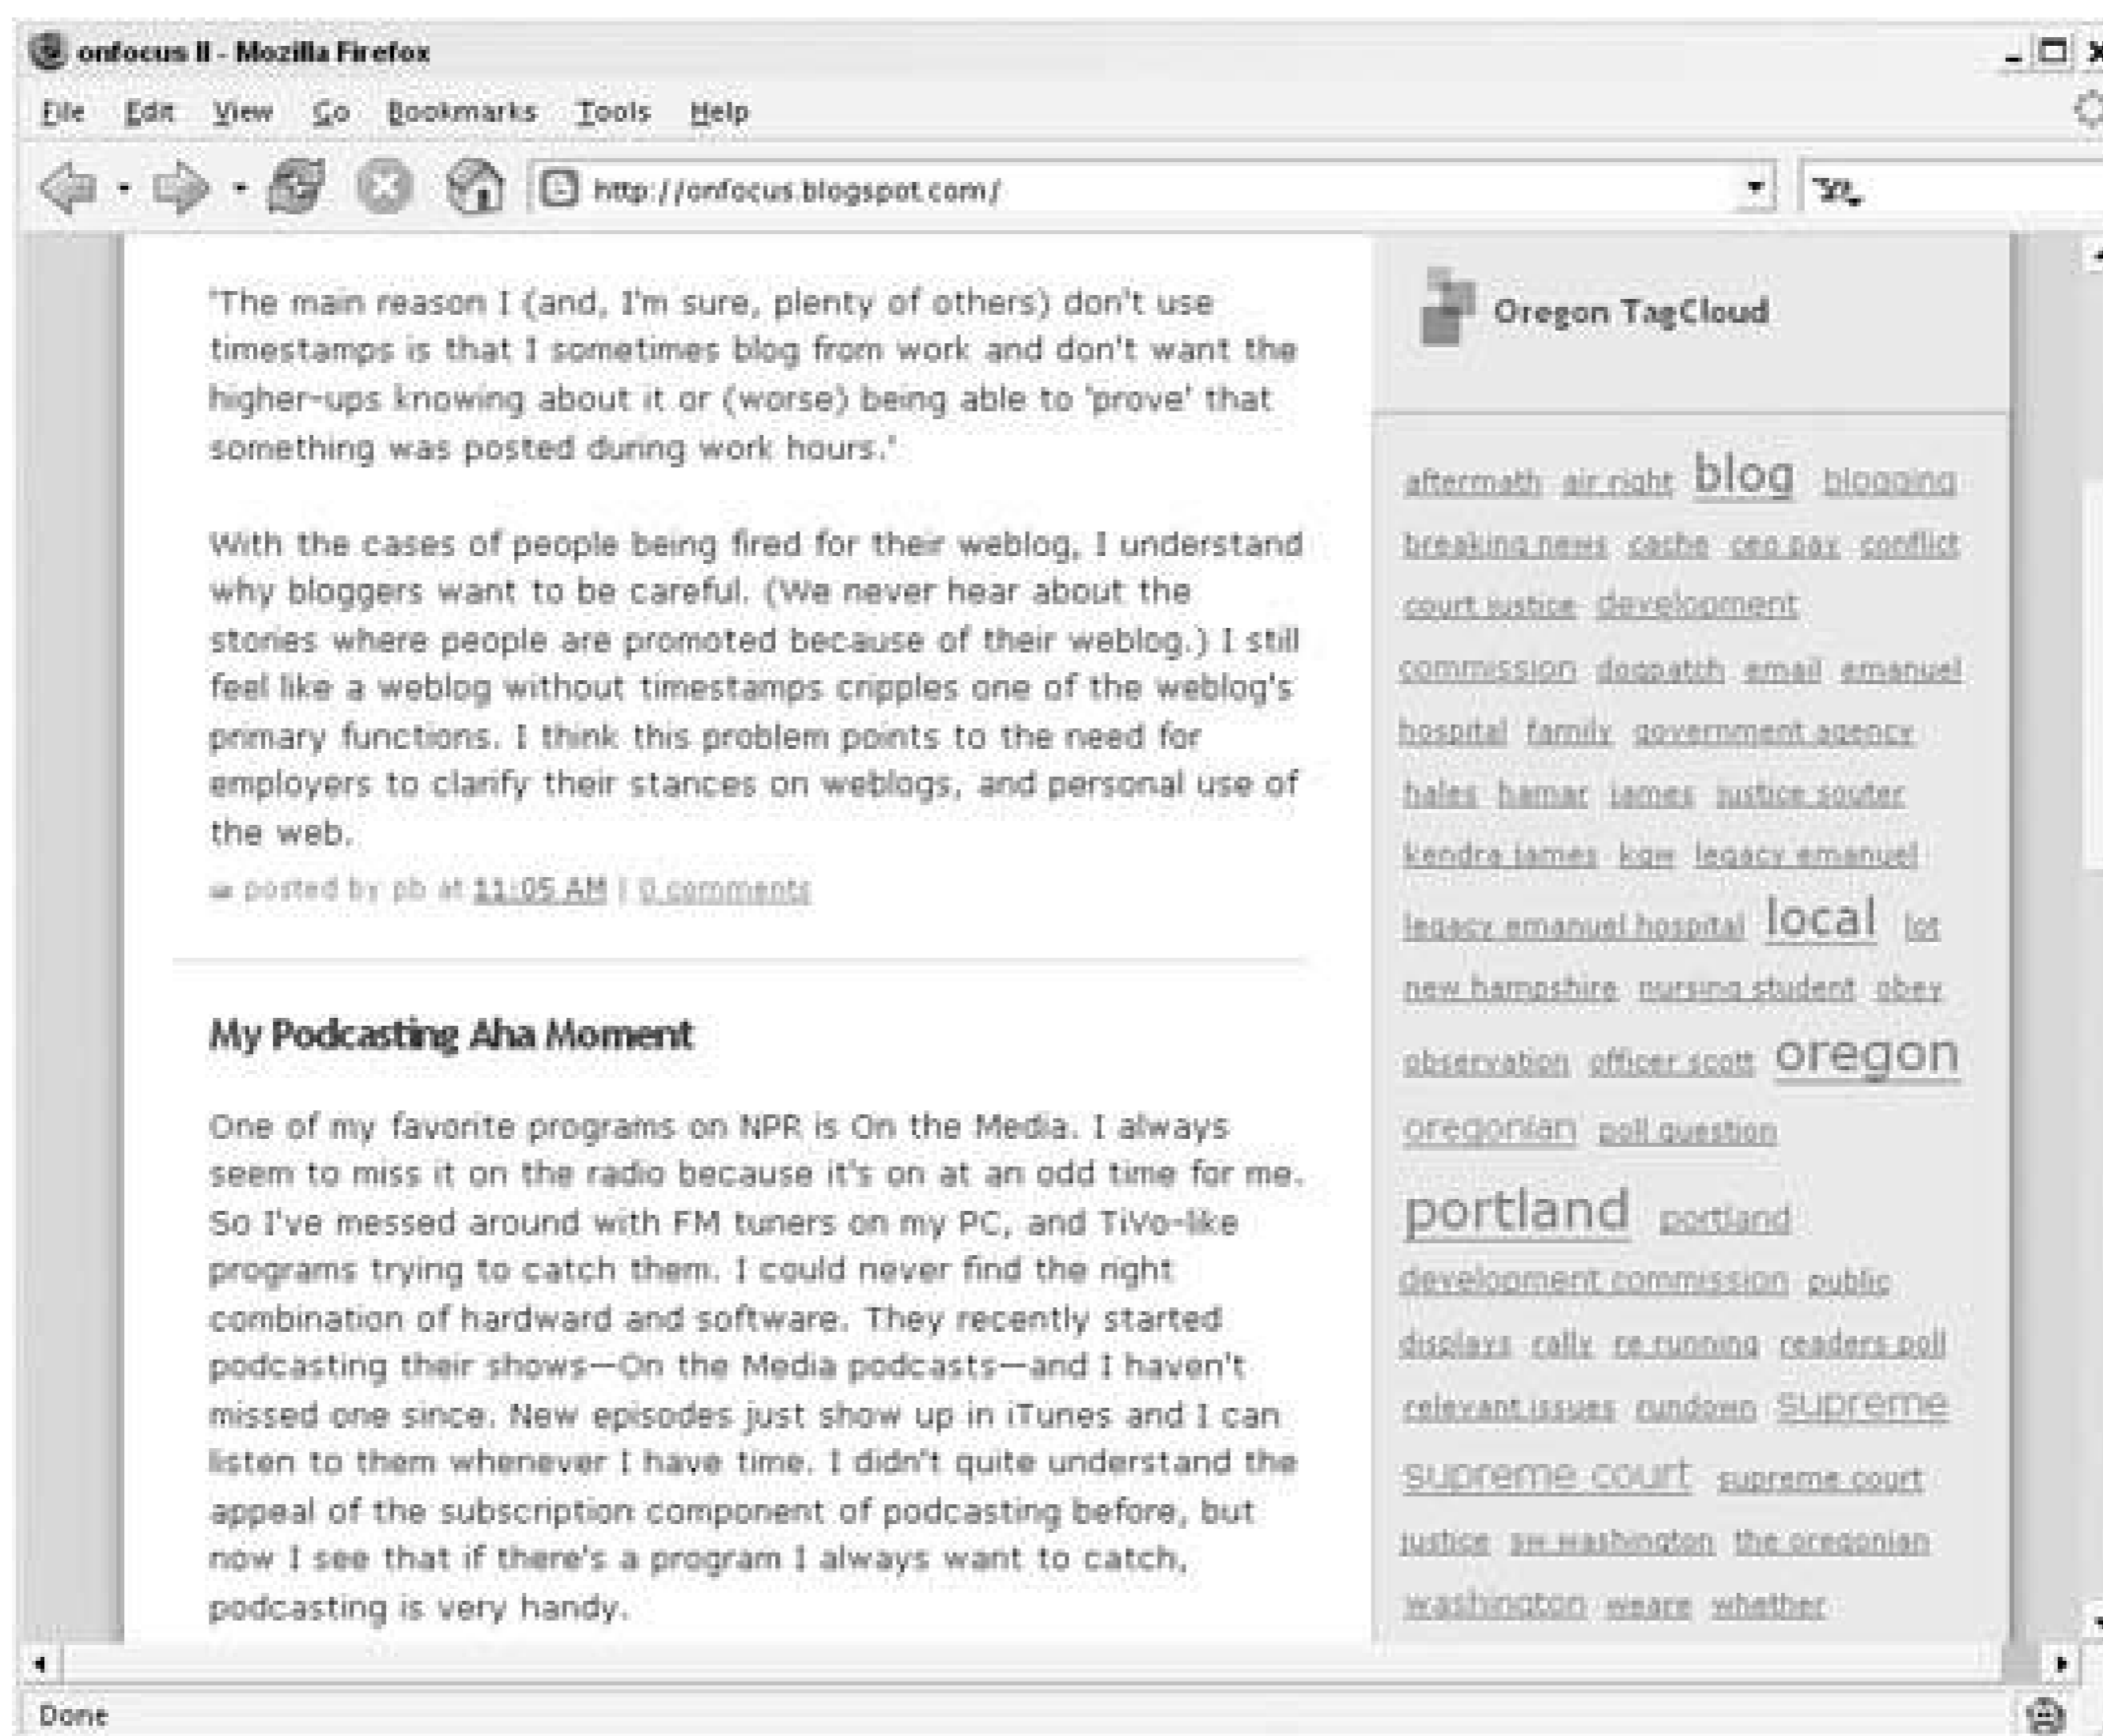 onfocus II - Mozilla Firefox
File Edit View Go Bookmarks Tools Help
http://onfocus.blogspot.com/
Y!
'The main reason I (and, I'm sure, plenty of others) don't use
timestamps is that I sometimes blog from work and don't want the
higher-ups knowing about it or (worse) being able to 'prove' that
something was posted during work hours.'
With the cases of people being fired for their weblog, I understand
why bloggers want to be careful. (We never hear about the
stories where people are promoted because of their weblog.) I still
feel like a weblog without timestamps cripples one of the weblog's
primary functions. I think this problem points to the need for
employers to clarify their stances on weblogs, and personal use of
the web.
posted by pb at 11:05 AM | 0 comments
My Podcasting Aha Moment
One of my favorite programs on NPR is On the Media. I always
seem to miss it on the radio because it's on at an odd time for me.
So I've messed around with FM tuners on my PC, and TiVo-like
programs trying to catch them. I could never find the right
combination of hardward and software. They recently started
podcasting their shows—On the Media podcasts—and I haven't
missed one since. New episodes just show up in iTunes and I can
listen to them whenever I have time. I didn't quite understand the
appeal of the subscription component of podcasting before, but
now I see that if there's a program I always want to catch,
podcasting is very handy.
Oregon TagCloud
aftermath air right blog blogging
breaking news cache ceo pay conflict
court justice development
commission dogpatch email emanuel
hospital family government agency
hales hamar james justice souter
kendra james kgw legacy emanuel
legacy emanuel hospital local lot
new hampshire nursing student obey
observation officer scott oregon
oregonian poll question
portland portland
development commission public
displays rally re running readers poll
relevant issues rundown supreme
supreme court supreme court
justice sw washington the oregonian
washington weare whether
Done